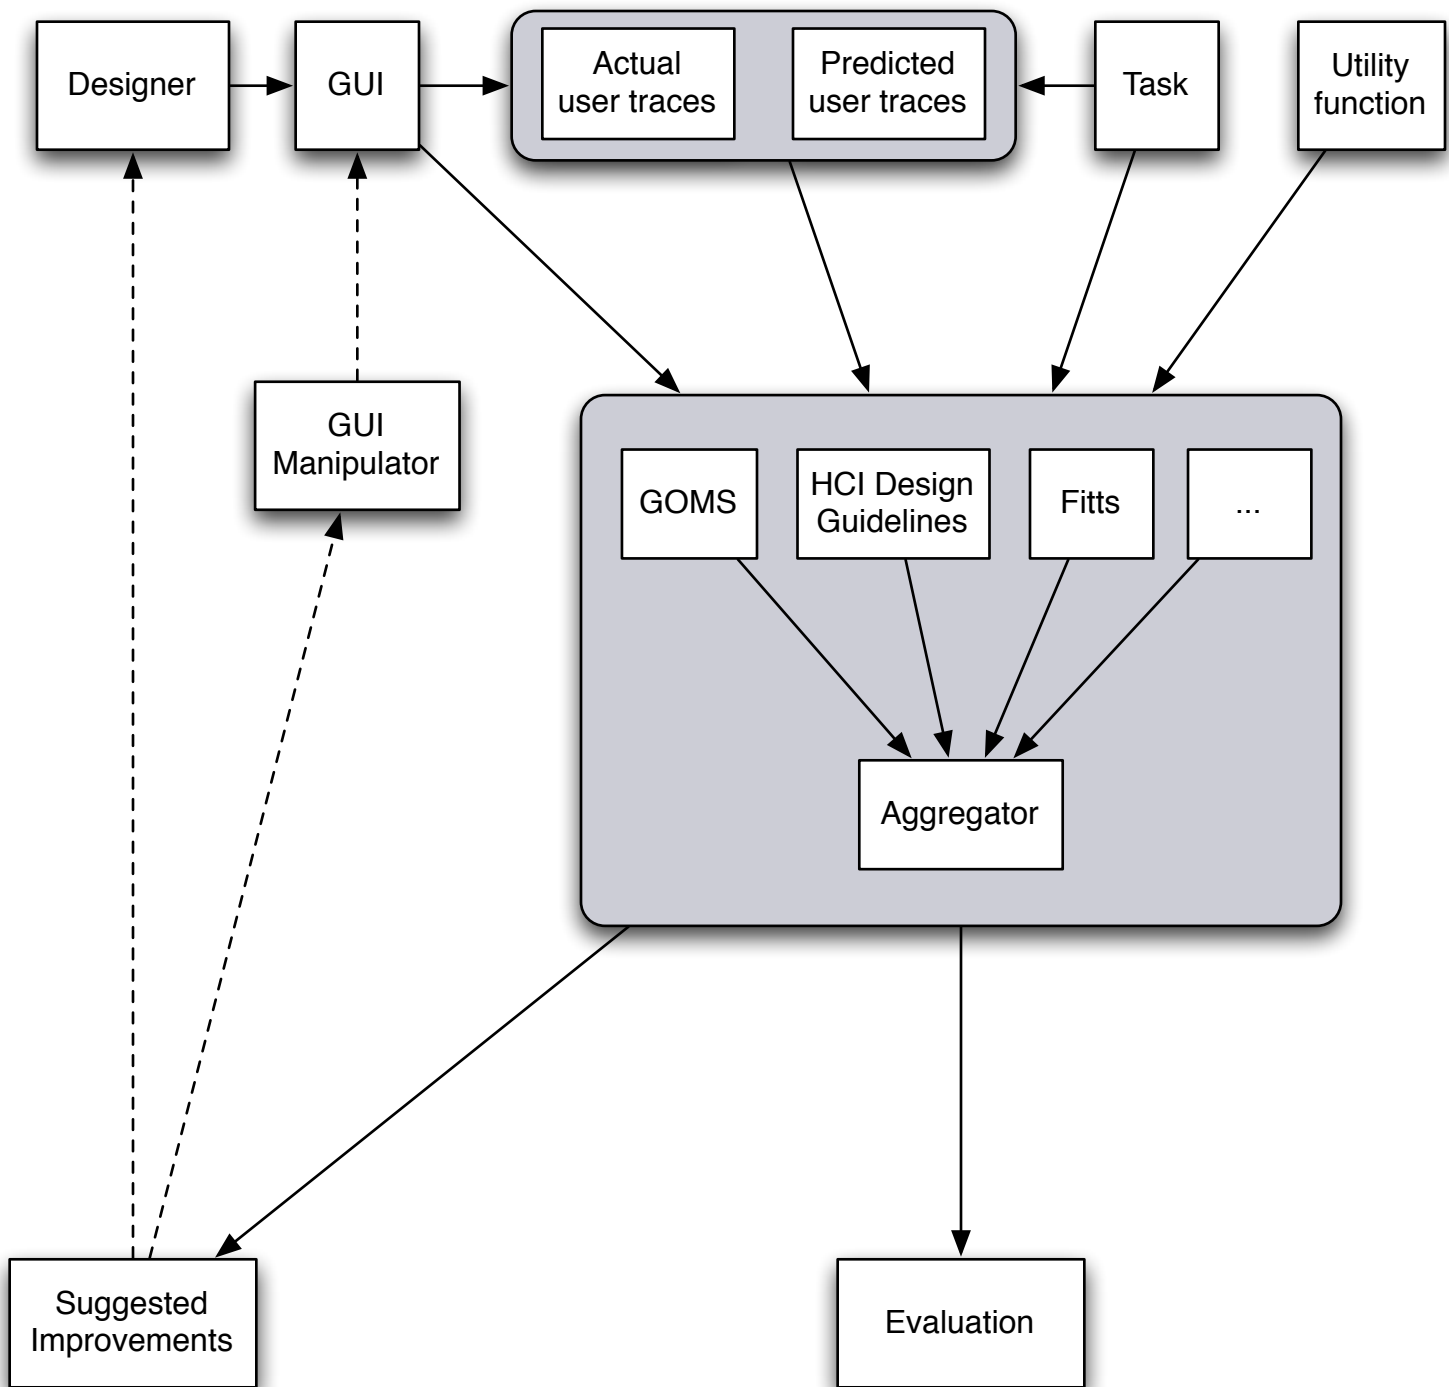 Designer
GUI
Actual
user traces
Predicted
user traces
Task
Utility
function
GUI
Manipulator
GOMS
HCI Design
Guidelines
Fitts
...
Aggregator
Suggested
Improvements
Evaluation